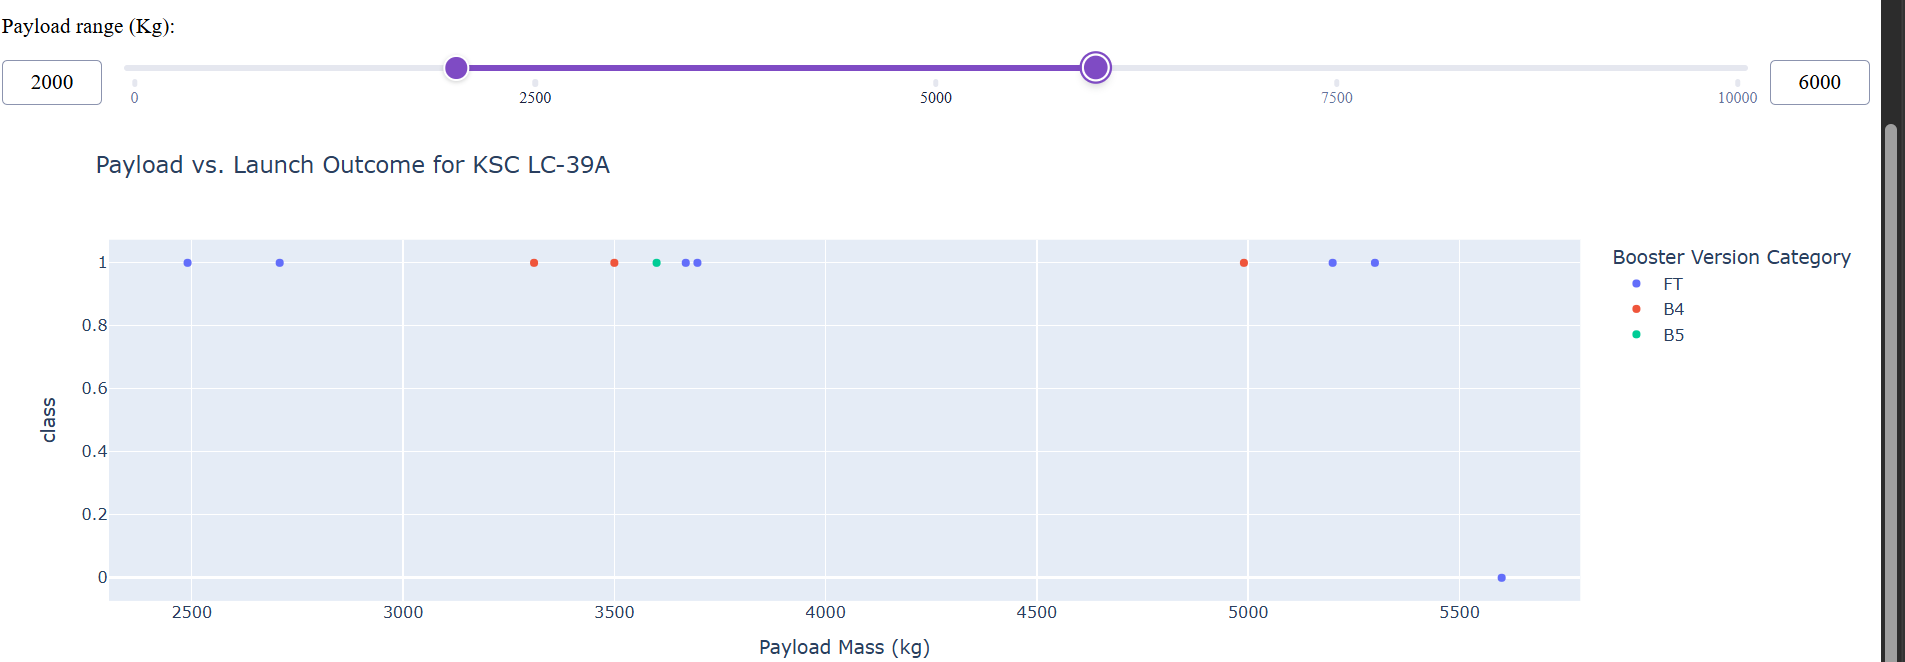 Payload range (Kg):
2000
6000
0 2500 5000 7500 10000
Payload vs. Launch Outcome for KSC LC-39A
Booster Version Category
FT
B4
B5
class
1
0.8
0.6
0.4
0.2
0
2500 3000 3500 4000 4500 5000 5500
Payload Mass (kg)